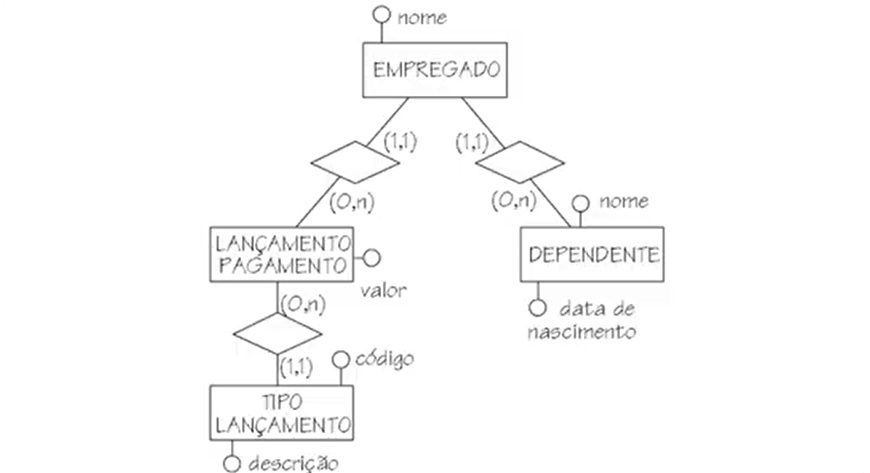 nome
EMPREGADO
(1,1)
(1,1)
(0,n)
(0,n)
nome
LANÇAMENTO
PAGAMENTO
DEPENDENTE
valor
data de
nascimento
(0,n)
(1,1)
código
TIPO
LANÇAMENTO
descrição